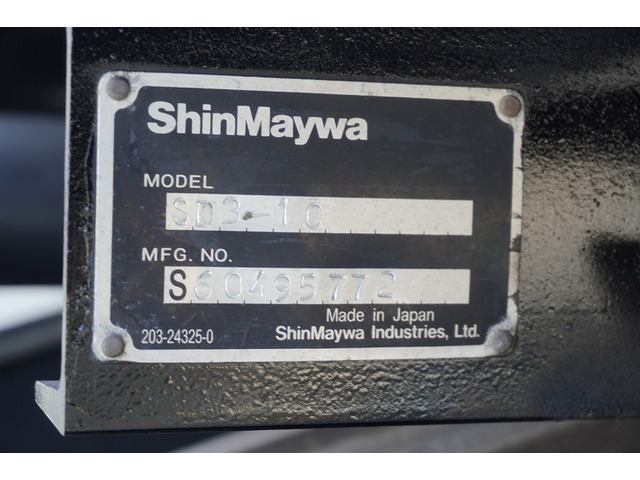 ShinMaywa
MODEL
SD3-10
MFG. NO.
S60495772
Made in Japan
203-24325-0 ShinMaywa Industries, Ltd.